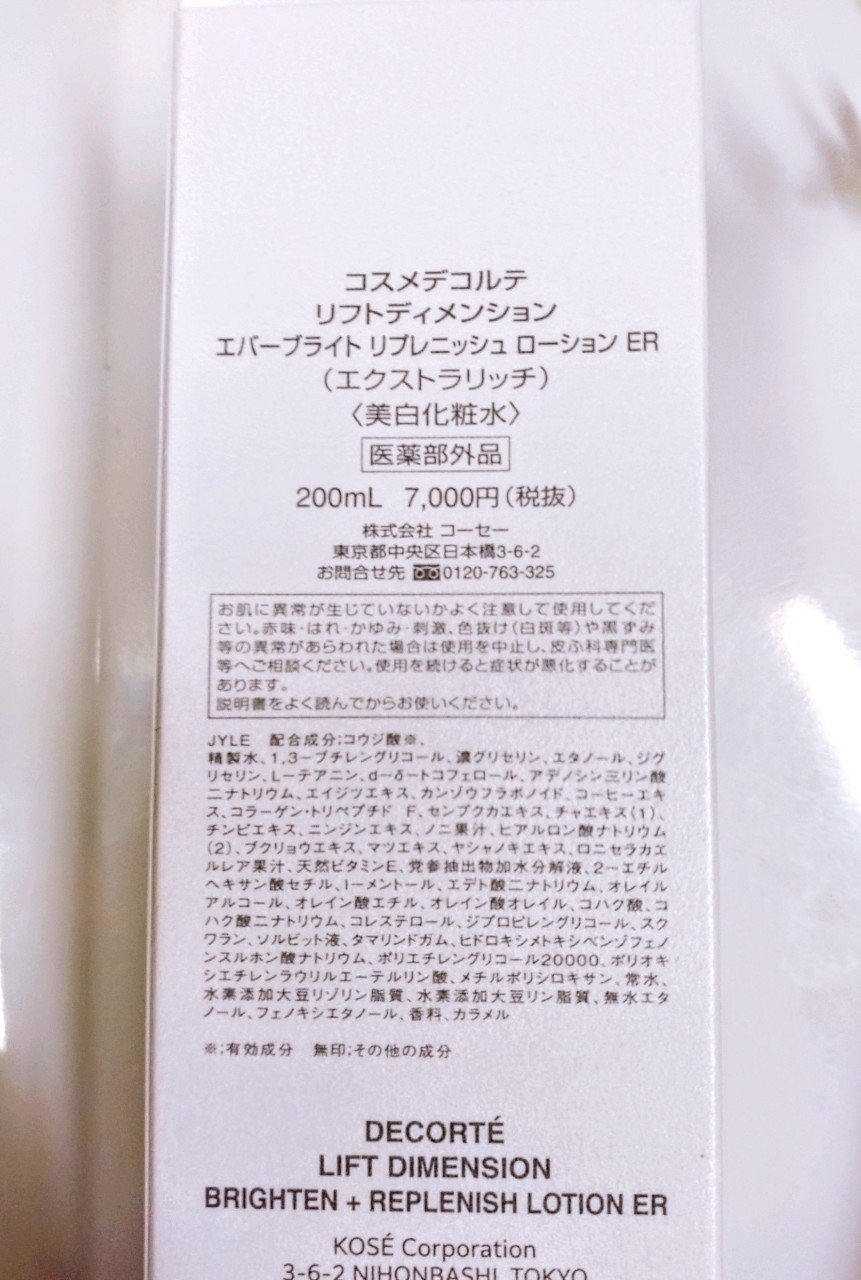 コスメデコルテ
リフトディメンション
エバーブライト リプレニッシュ ローション ER
(エクストラリッチ)
〈美白化粧水〉
医薬部外品
200mL 7,000円(税抜)
株式会社 コーセー
東京都中央区日本橋3-6-2
お問合せ先 0120-763-325
お肌に異常が生じていないかよく注意して使用してくだ
さい。赤味・はれ・かゆみ・刺激、色抜け(白斑等)や黒ずみ
等の異常があらわれた場合は使用を中止し、皮ふ科専門医
等へご相談ください。使用を続けると症状が悪化することが
あります。
説明書をよく読んでからお使いください。
JYLE 配合成分;コウジ酸※、
精製水、1,3-ブチレングリコール、濃グリセリン、エタノール、ジグ
リセリン、L-テアニン、d-δ-トコフェロール、アデノシン三リン酸
二ナトリウム、エイジツエキス、カンゾウフラボノイド、コーヒーエキ
ス、コラーゲン・トリペプチド F、センプクカエキス、チャエキス(1)、
チンピエキス、ニンジンエキス、ノニ果汁、ヒアルロン酸ナトリウム
(2)、ブクリョウエキス、マツエキス、ヤシャノキエキス、ロニセラカエ
ルレア果汁、天然ビタミンE、党参抽出物加水分解液、2-エチル
ヘキサン酸セチル、l-メントール、エデト酸二ナトリウム、オレイル
アルコール、オレイン酸エチル、オレイン酸オレイル、コハク酸、コ
ハク酸二ナトリウム、コレステロール、ジプロピレングリコール、スク
ワラン、ソルビット液、タマリンドガム、ヒドロキシメトキシベンゾフェノ
ンスルホン酸ナトリウム、ポリエチレングリコール20000、ポリオキ
シエチレンラウリルエーテルリン酸、メチルポリシロキサン、常水、
水素添加大豆リゾリン脂質、水素添加大豆リン脂質、無水エタ
ノール、フェノキシエタノール、香料、カラメル
※;有効成分 無印;その他の成分
DECORTÉ
LIFT DIMENSION
BRIGHTEN + REPLENISH LOTION ER
KOSÉ Corporation
3-6-2 NIHONBASHI, TOKYO